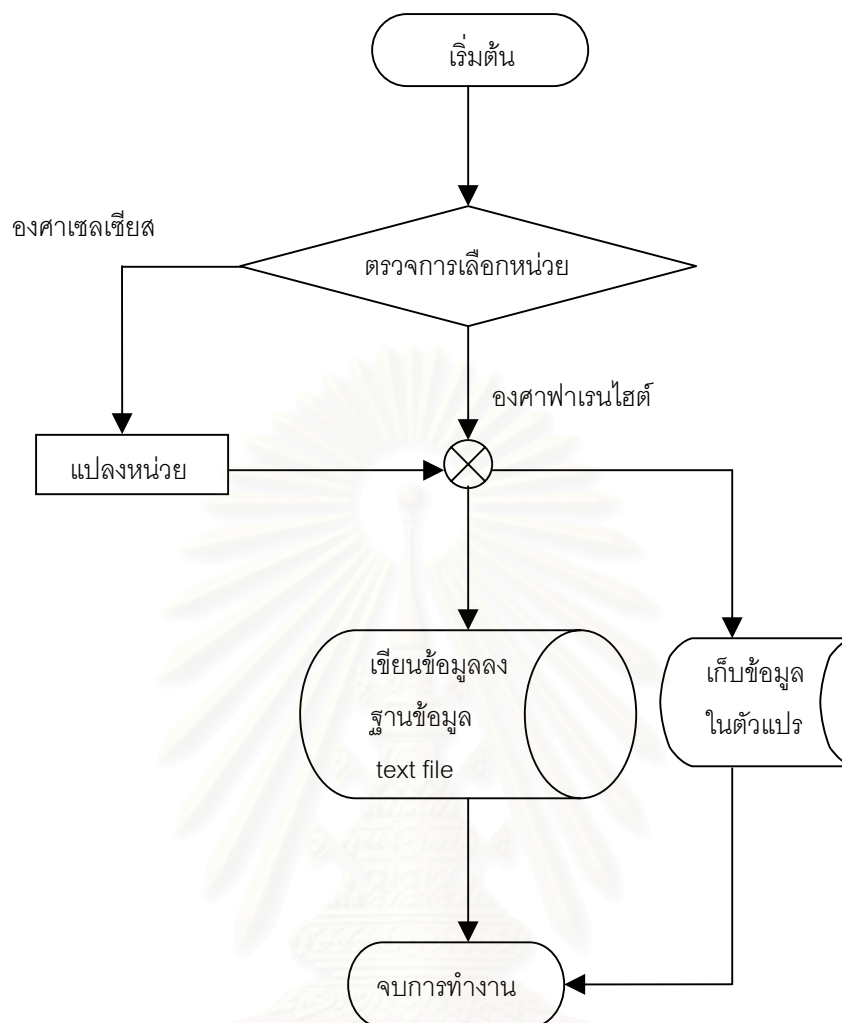 เริ่มต้น
องศาเซลเซียส
ตรวจการเลือกหน่วย
องศาฟาเรนไฮต์
แปลงหน่วย
เขียนข้อมูลลง
ฐานข้อมูล
text file
เก็บข้อมูล
ในตัวแปร
จบการทำงาน